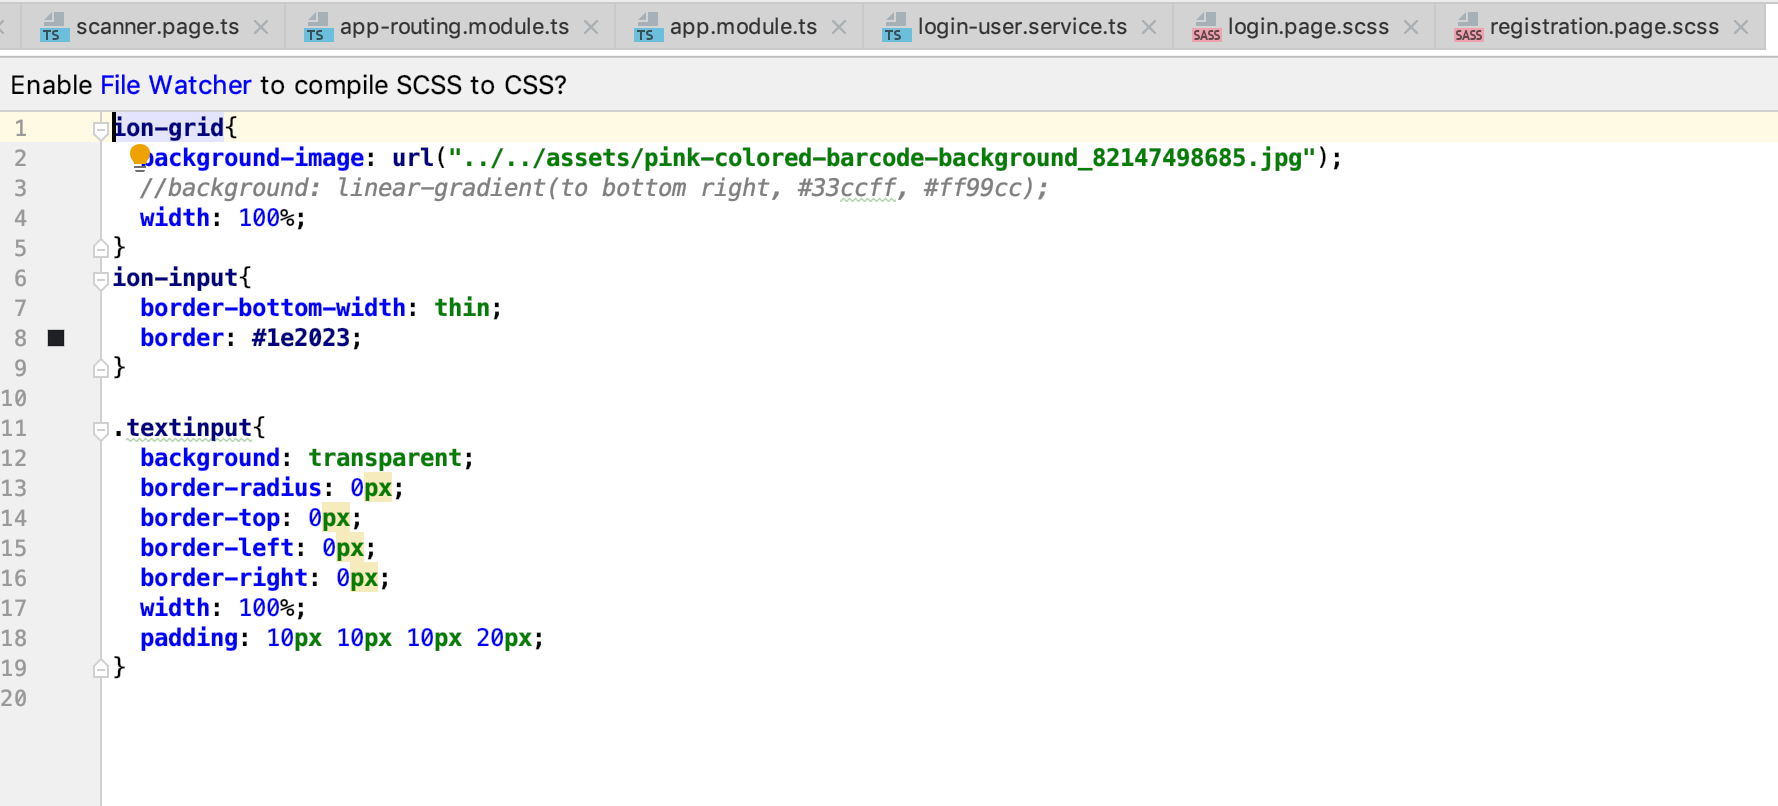 TS scanner.page.ts TS app-routing.module.ts TS app.module.ts TS login-user.service.ts SASS login.page.scss SASS registration.page.scss
Enable File Watcher to compile SCSS to CSS?
1 ion-grid{
2 background-image: url("../../assets/pink-colored-barcode-background_82147498685.jpg");
3 //background: linear-gradient(to bottom right, #33ccff, #ff99cc);
4 width: 100%;
5 }
6 ion-input{
7 border-bottom-width: thin;
8 border: #1e2023;
9 }
10
11 .textinput{
12 background: transparent;
13 border-radius: 0px;
14 border-top: 0px;
15 border-left: 0px;
16 border-right: 0px;
17 width: 100%;
18 padding: 10px 10px 10px 20px;
19 }
20